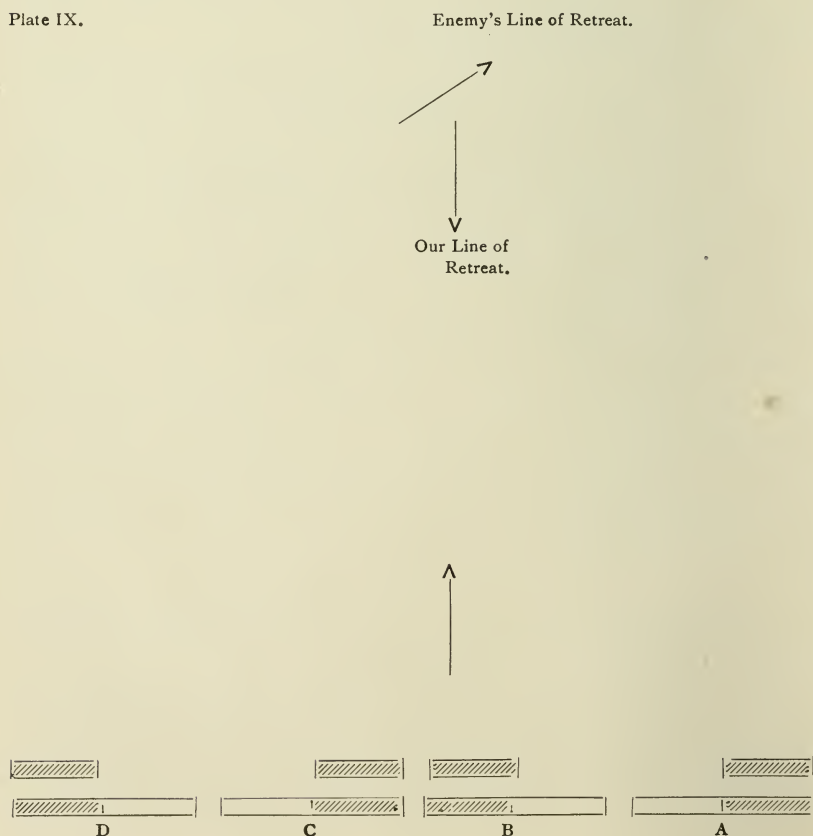 Plate IX.
Enemy's Line of Retreat.
Our Line of
Retreat.
D C B A